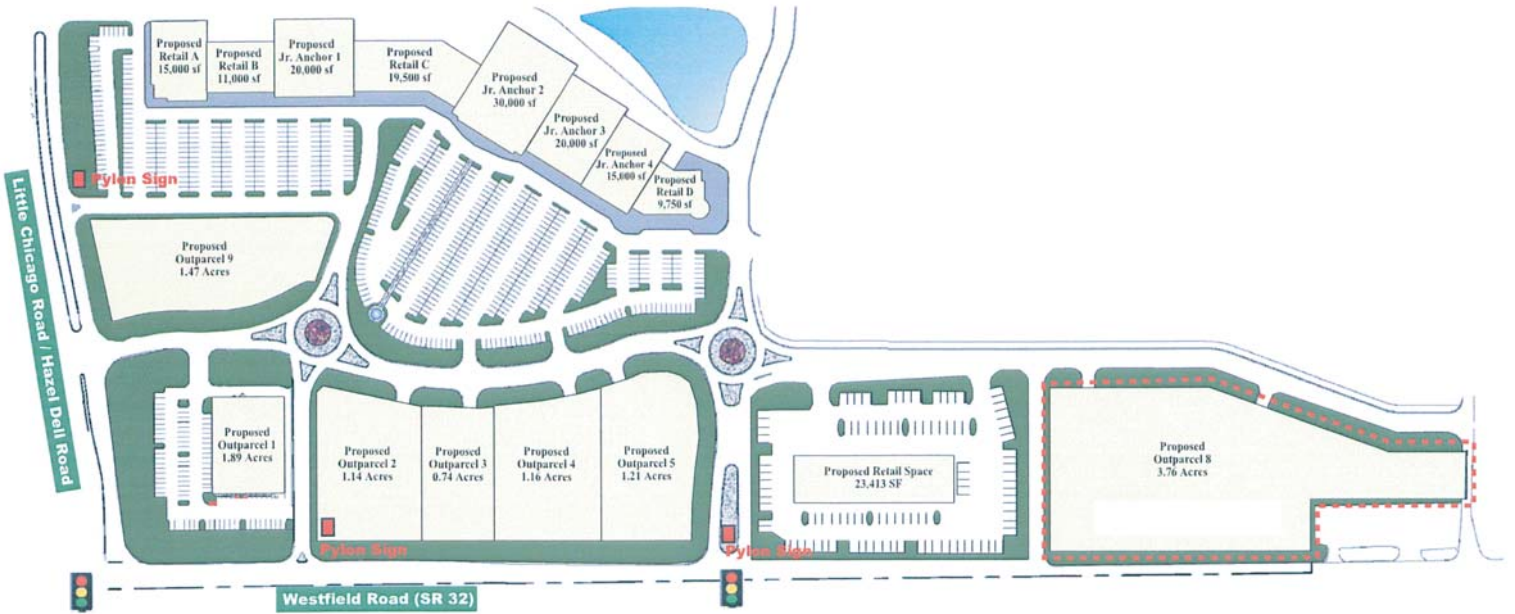 Proposed
Retail A
15,000 sf
Proposed
Retail B
11,000 sf
Proposed
Jr. Anchor 1
20,000 sf
Proposed
Retail C
19,500 sf
Proposed
Jr. Anchor 2
30,000 sf
Proposed
Jr. Anchor 3
20,000 sf
Proposed
Jr. Anchor 4
15,000 sf
Proposed
Retail D
9,750 sf
Pylon Sign
Little Chicago Road / Hazel Dell Road
Proposed
Outparcel 9
1.47 Acres
Proposed
Outparcel 1
1.89 Acres
Proposed
Outparcel 2
1.14 Acres
Proposed
Outparcel 3
0.74 Acres
Proposed
Outparcel 4
1.16 Acres
Proposed
Outparcel 5
1.21 Acres
Proposed Retail Space
23,413 SF
Proposed
Outparcel 8
3.76 Acres
Pylon Sign
Pylon Sign
Westfield Road (SR 32)